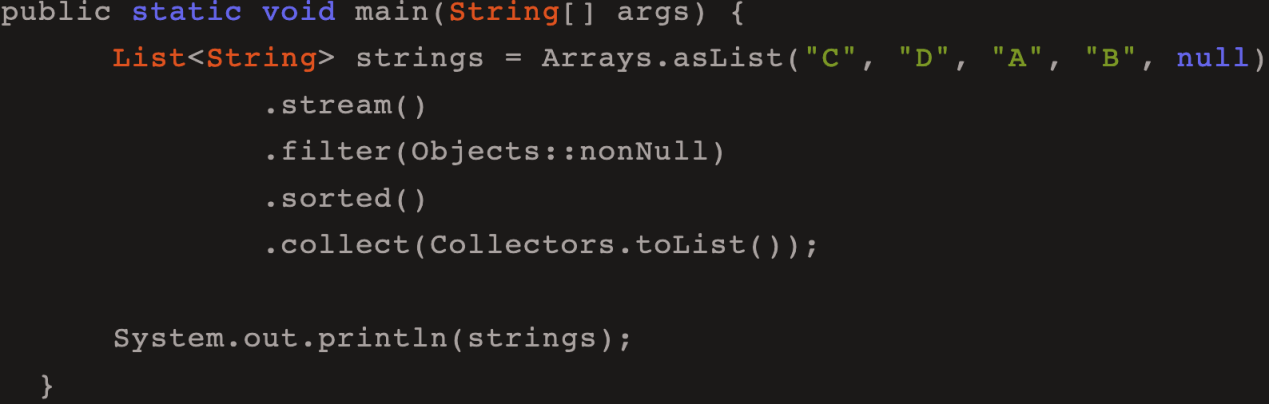 public static void main(String[] args) {
List<String> strings = Arrays.asList("C", "D", "A", "B", null)
.stream()
.filter(Objects::nonNull)
.sorted()
.collect(Collectors.toList());
System.out.println(strings);
}